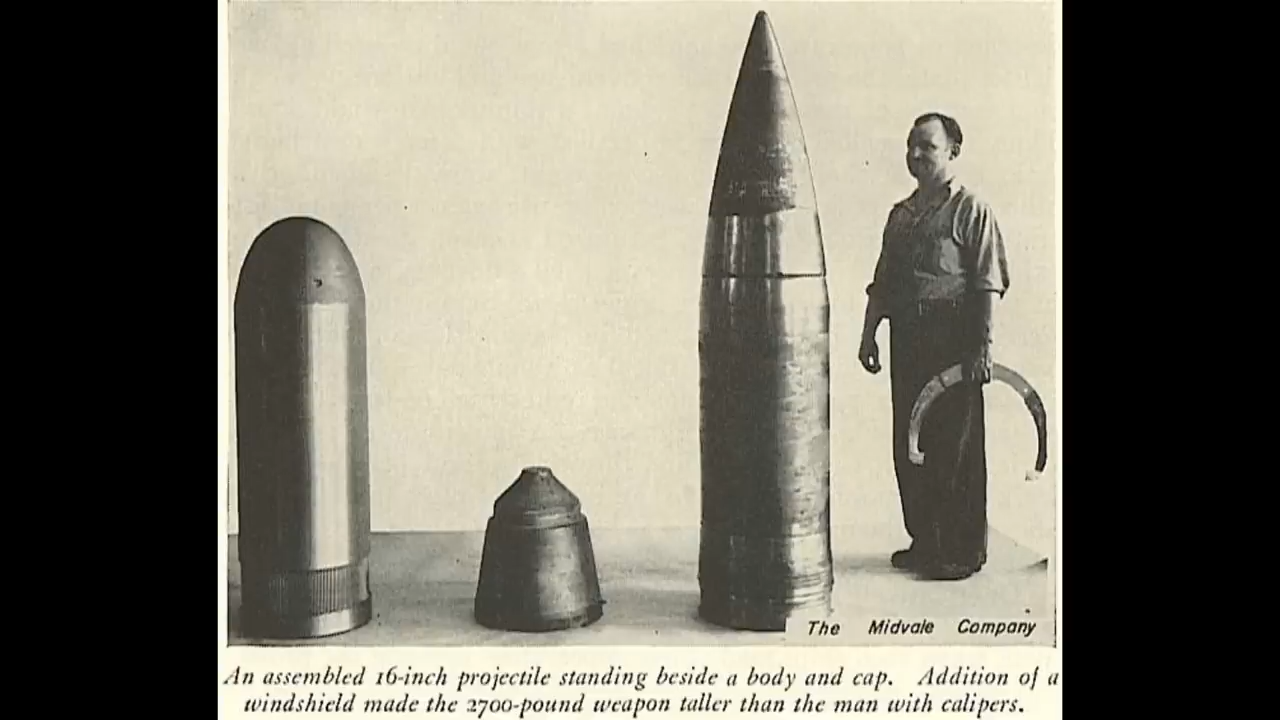 The Midvale Company
An assembled 16-inch projectile standing beside a body and cap. Addition of a
windshield made the 2700-pound weapon taller than the man with calipers.